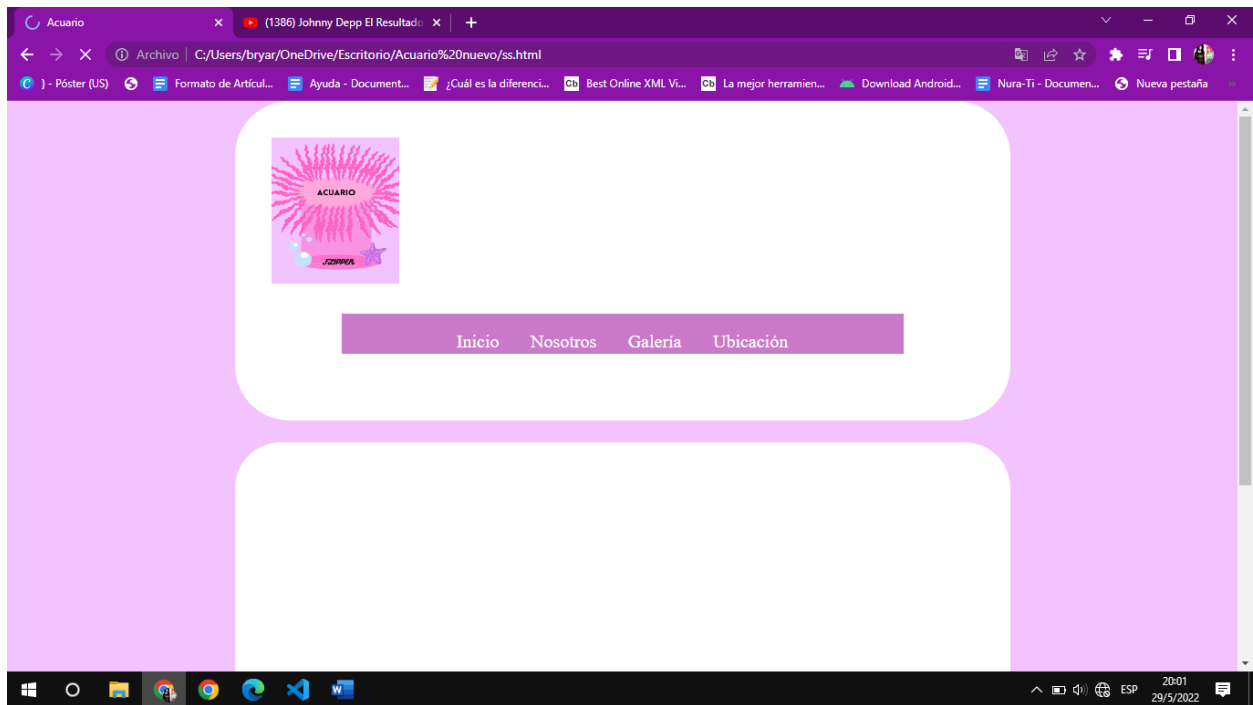 Acuario
(1386) Johnny Depp El Resultado
Archivo C:/Users/bryar/OneDrive/Escritorio/Acuario%20nuevo/ss.html
} - Póster (US) Formato de Artícul... Ayuda - Document... ¿Cuál es la diferenci... Cb Best Online XML Vi... Cb La mejor herramien... Download Android... Nura-Ti - Documen... Nueva pestaña »
ACUARIO
Inicio Nosotros Galería Ubicación
ESP
20:01
29/5/2022